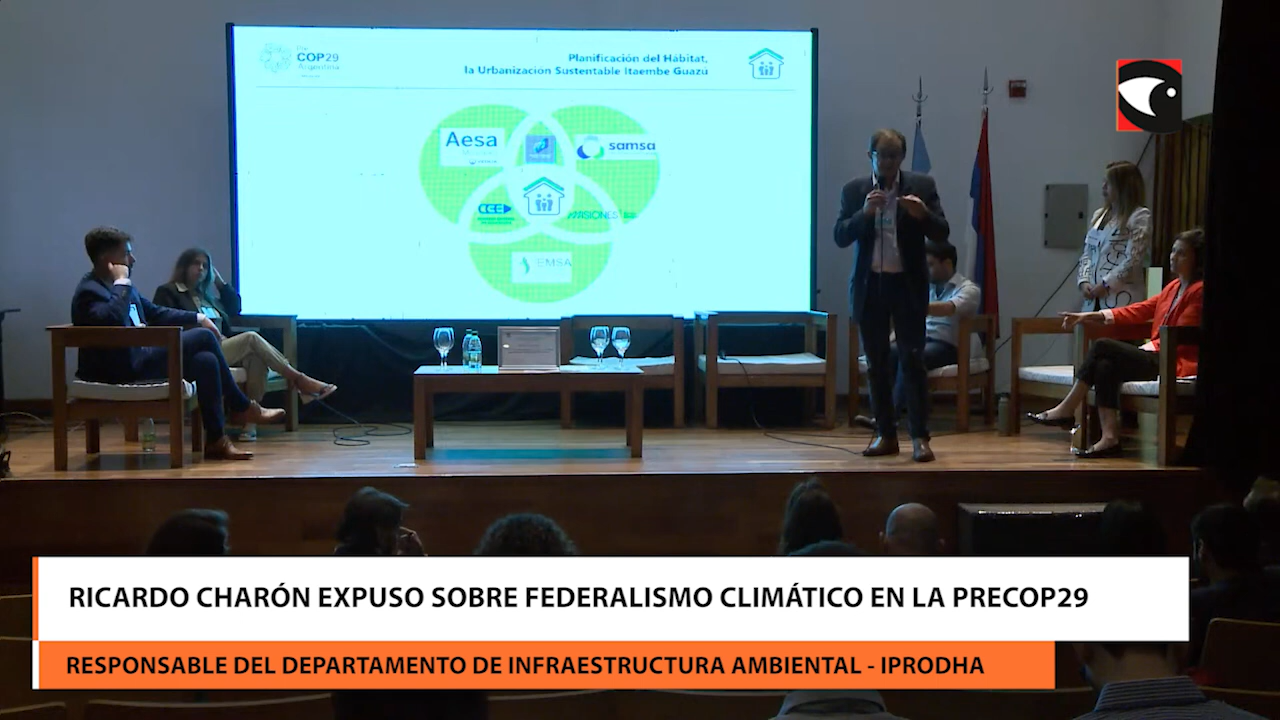 Pre
COP29
Argentina
Planificación del Hábitat,
la Urbanización Sustentable Itaembe Guazú
Aesa
samsa
CEEL
MISIONES
EMSA
RICARDO CHARÓN EXPUSO SOBRE FEDERALISMO CLIMÁTICO EN LA PRECOP29
RESPONSABLE DEL DEPARTAMENTO DE INFRAESTRUCTURA AMBIENTAL - IPRODHA